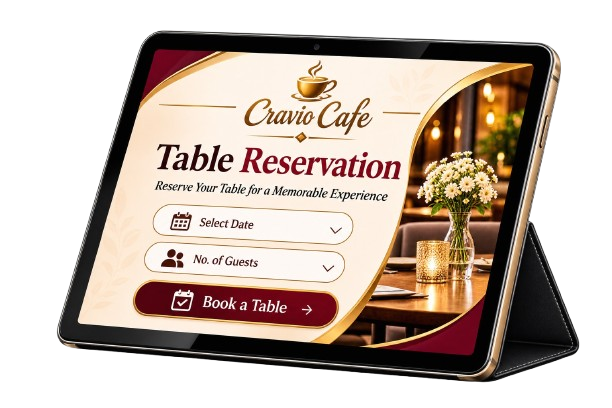 Cravio Cafe
Table Reservation
Reserve Your Table for a Memorable Experience
Select Date
No. of Guests
Book a Table →